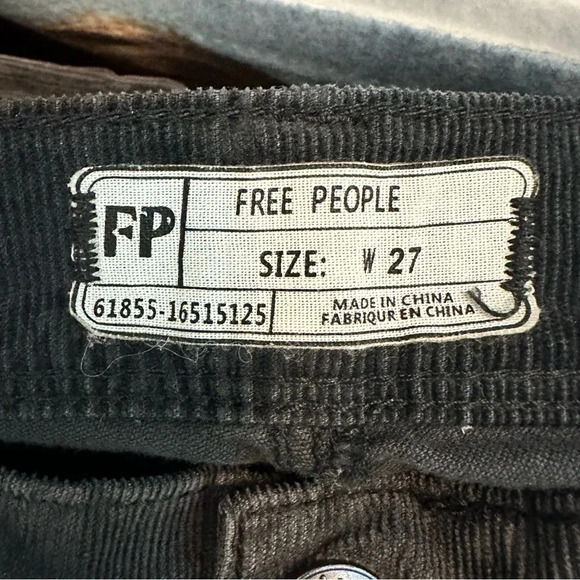 FP
FREE PEOPLE
SIZE: W 27
61855-16515125
MADE IN CHINA
FABRIQUR EN CHINA